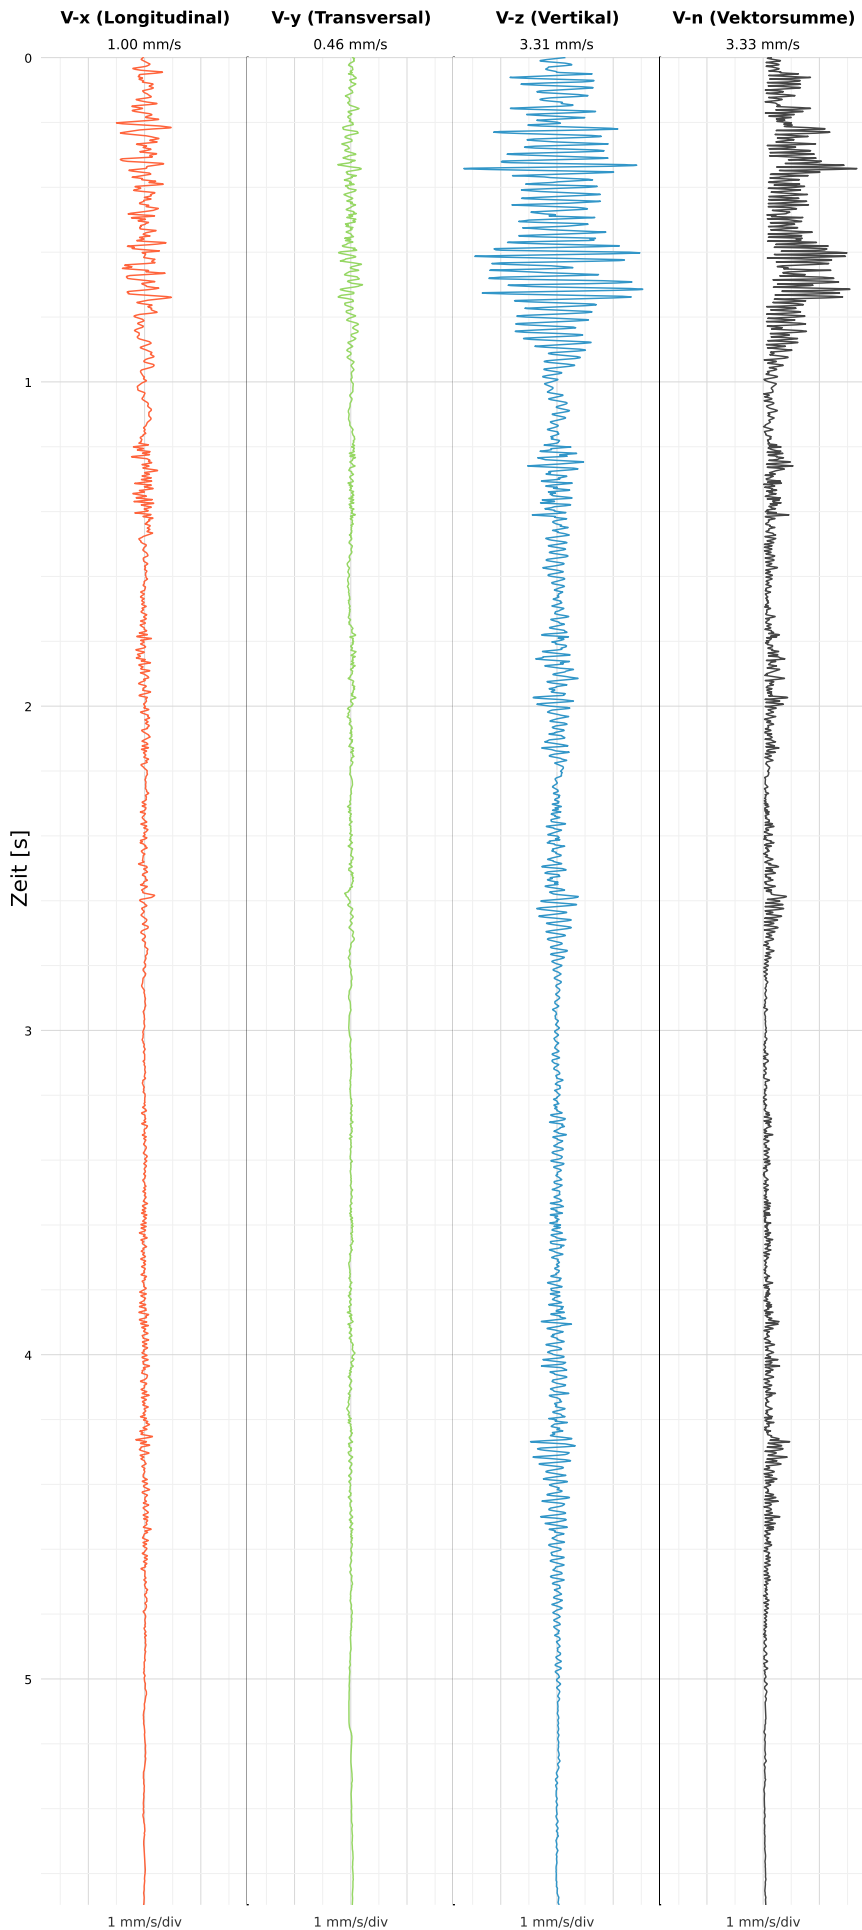 V-x (Longitudinal) V-y (Transversal) V-z (Vertikal) V-n (Vektorsumme)
1.00 mm/s 0.46 mm/s 3.31 mm/s 3.33 mm/s
0
1
2
Zeit [s]
3
4
5
1 mm/s/div 1 mm/s/div 1 mm/s/div 1 mm/s/div